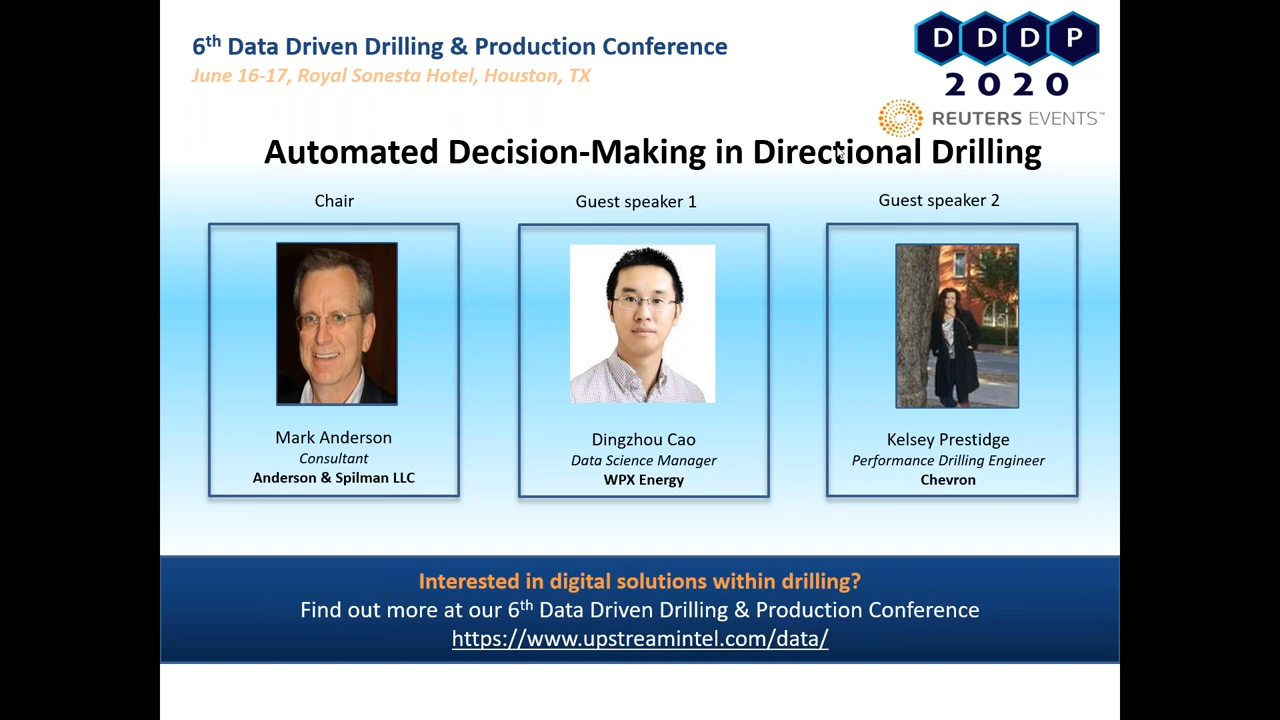 6th Data Driven Drilling & Production Conference
June 16-17, Royal Sonesta Hotel, Houston, TX
DDDP
2020
REUTERS EVENTS™
Automated Decision-Making in Directional Drilling
Chair
Guest speaker 1
Guest speaker 2
Mark Anderson
Consultant
Anderson & Spilman LLC
Dingzhou Cao
Data Science Manager
WPX Energy
Kelsey Prestidge
Performance Drilling Engineer
Chevron
Interested in digital solutions within drilling?
Find out more at our 6th Data Driven Drilling & Production Conference
https://www.upstreamintel.com/data/